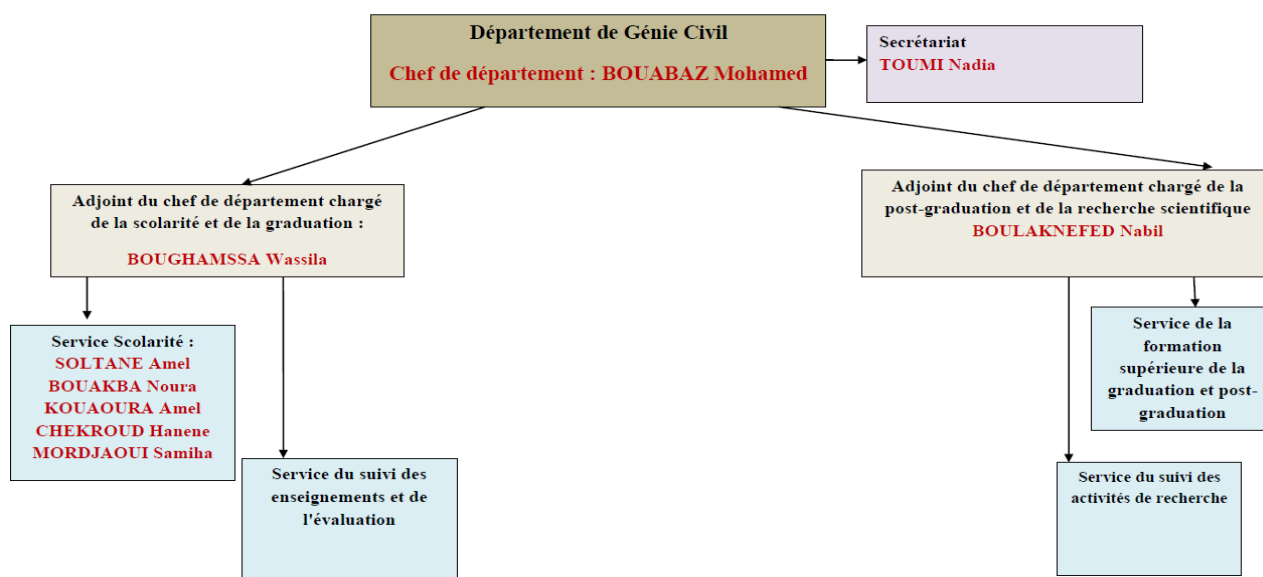 Département de Génie Civil
Chef de département : BOUABAZ Mohamed
Secrétariat
TOUMI Nadia
Adjoint du chef de département chargé
de la scolarité et de la graduation :
BOUGHAMSSA Wassila
Adjoint du chef de département chargé de la
post-graduation et de la recherche scientifique
BOULAKNEFED Nabil
Service Scolarité :
SOLTANE Amel
BOUAKBA Noura
KOUAOURA Amel
CHEKROUD Hanene
MORDJAOUI Samiha
Service du suivi des
enseignements et de
l'évaluation
Service de la
formation
supérieure de la
graduation et post-
graduation
Service du suivi des
activités de recherche